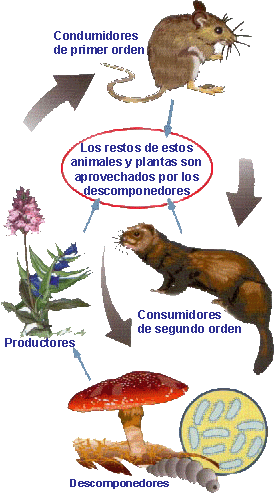 Condumidores
de primer orden
Los restos de estos
animales y plantas son
aprovechados por los
descomponedores
Consumidores
de segundo orden
Productores
Descomponedores